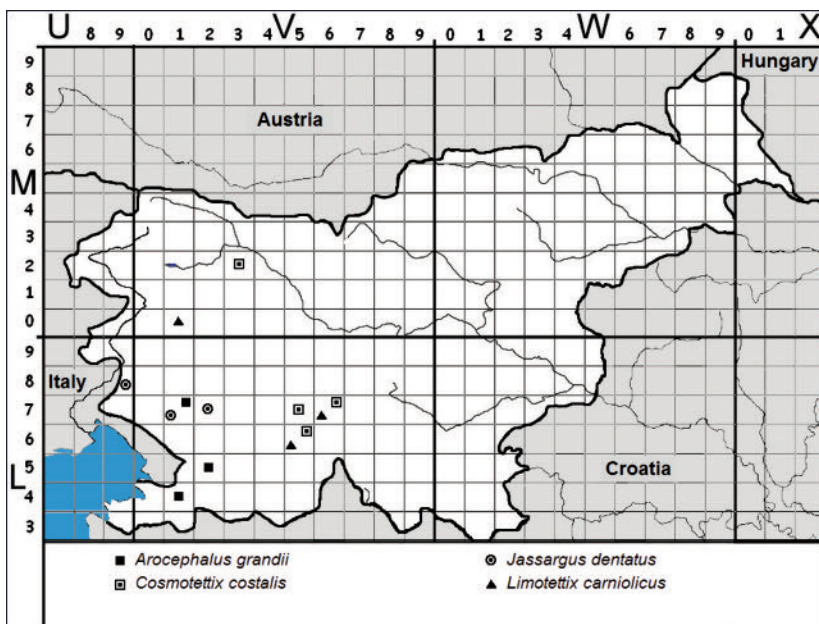 U V W X
8 9 0 1 2 3 4 5 6 7 8 9 0 1 2 3 4 5 6 7 8 9 0 1
9 Hungary
8
7 Austria
6
M
4
3
2
1
0
9
8 Italy
7
6
5 Croatia
L
4
3
Arocephalus grandii Jassargus dentatus
Cosmotettix costalis Limotettix carniolicus